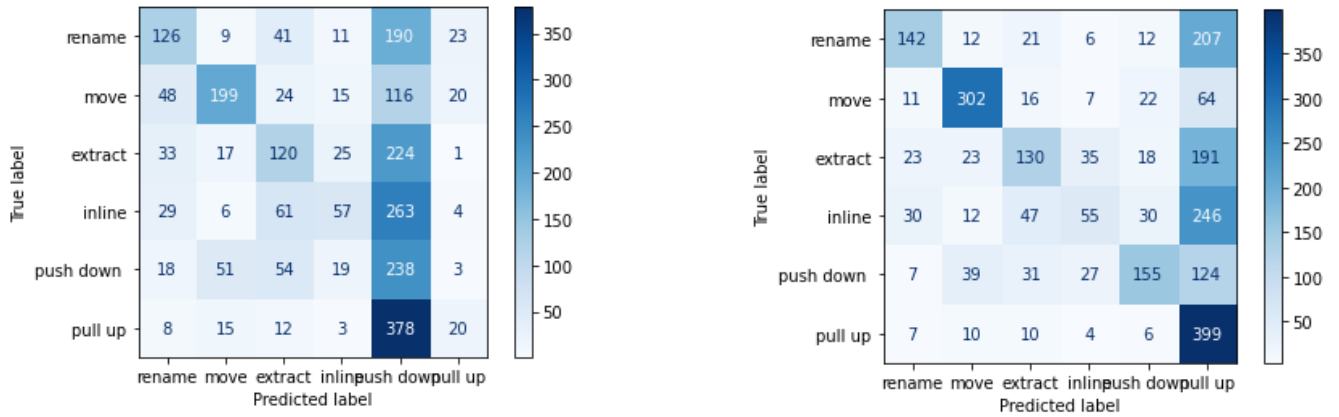 rename 126 9 41 11 190 23
move 48 199 24 15 116 20
extract 33 17 120 25 224 1
inline 29 6 61 57 263 4
push down 18 51 54 19 238 3
pull up 8 15 12 3 378 20
rename move extract inline push down pull up
Predicted label
True label
350
300
250
200
150
100
50
rename 142 12 21 6 12 207
move 11 302 16 7 22 64
extract 23 23 130 35 18 191
inline 30 12 47 55 30 246
push down 7 39 31 27 155 124
pull up 7 10 10 4 6 399
rename move extract inline push down pull up
Predicted label
True label
350
300
250
200
150
100
50